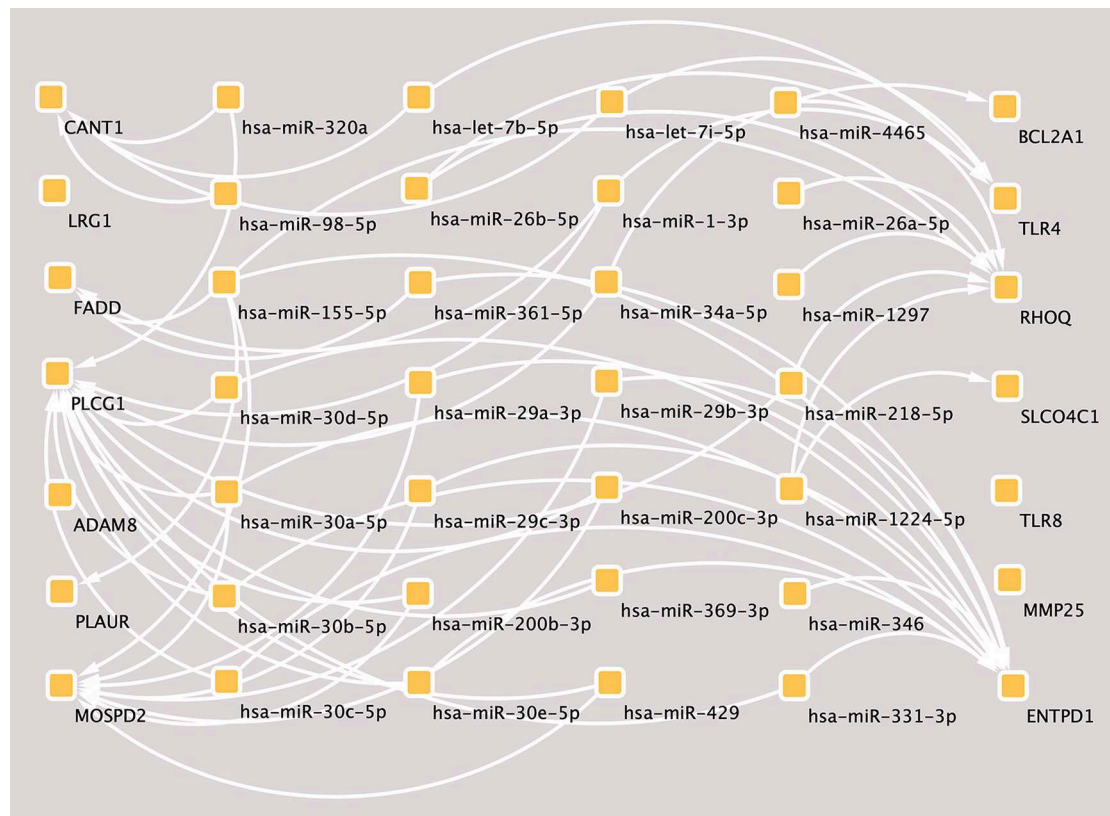 CANT1
hsa-miR-320a
hsa-let-7b-5p
hsa-let-7i-5p
hsa-miR-4465
BCL2A1
LRG1
hsa-miR-98-5p
hsa-miR-26b-5p
hsa-miR-1-3p
hsa-miR-26a-5p
TLR4
FADD
hsa-miR-155-5p
hsa-miR-361-5p
hsa-miR-34a-5p
hsa-miR-1297
RHOQ
PLCG1
hsa-miR-30d-5p
hsa-miR-29a-3p
hsa-miR-29b-3p
hsa-miR-218-5p
SLCO4C1
ADAM8
hsa-miR-30a-5p
hsa-miR-29c-3p
hsa-miR-200c-3p
hsa-miR-1224-5p
TLR8
PLAUR
hsa-miR-30b-5p
hsa-miR-200b-3p
hsa-miR-369-3p
hsa-miR-346
MMP25
MOSPD2
hsa-miR-30c-5p
hsa-miR-30e-5p
hsa-miR-429
hsa-miR-331-3p
ENTPD1